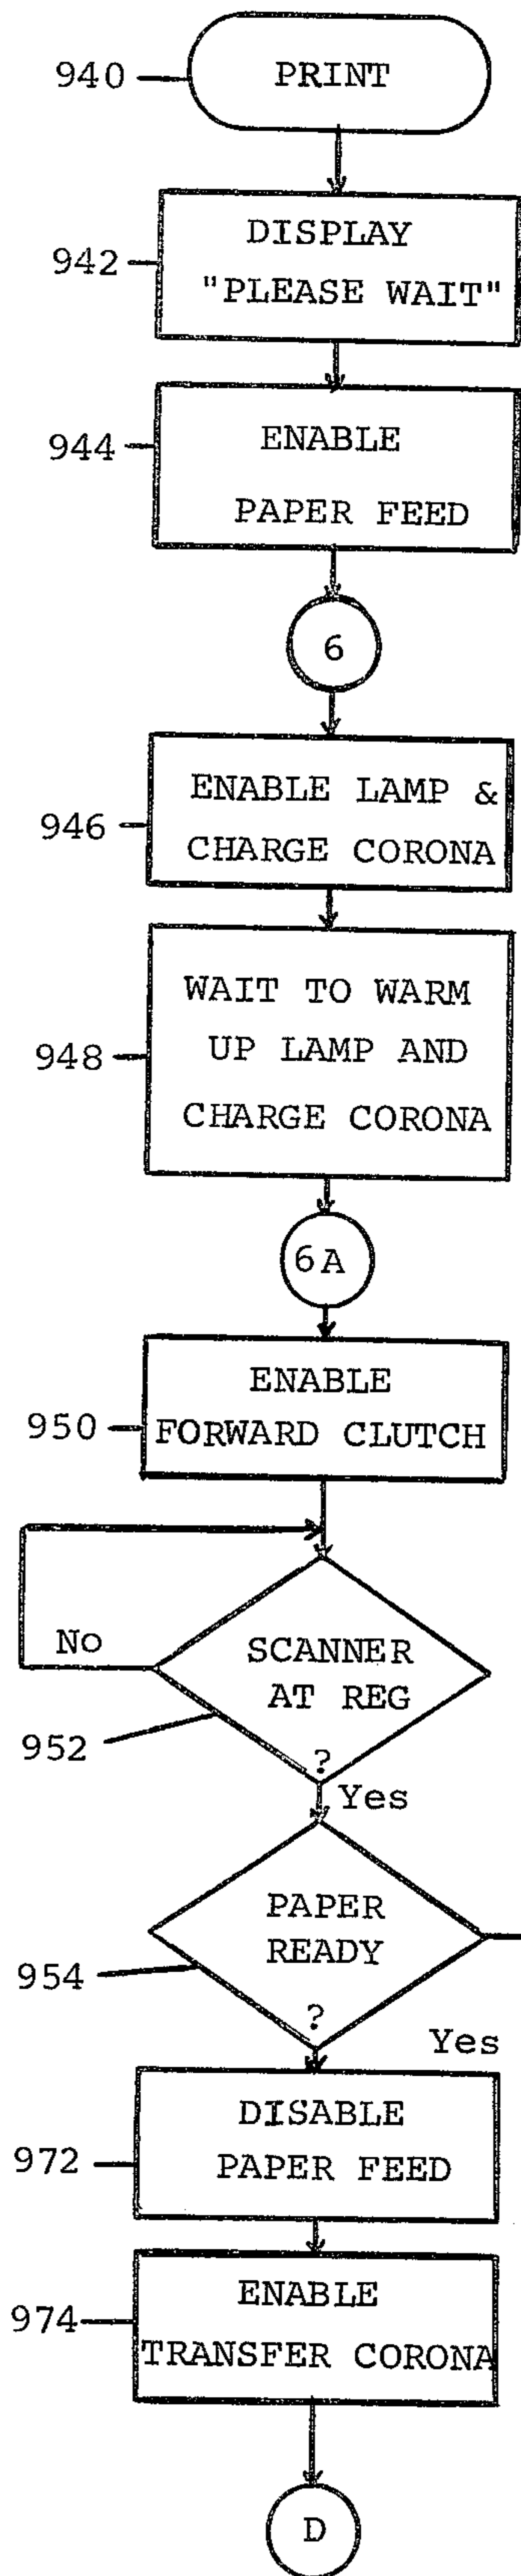 940 PRINT
942 DISPLAY
"PLEASE WAIT"
944 ENABLE
PAPER FEED
6
ENABLE LAMP &
946 CHARGE CORONA
WAIT TO WARM
948 UP LAMP AND
CHARGE CORONA
6A
ENABLE
950 FORWARD CLUTCH
No SCANNER
AT REG
952 ?
Yes
PAPER
954 READY
?
Yes
DISABLE
972 PAPER FEED
974 ENABLE
TRANSFER CORONA
D